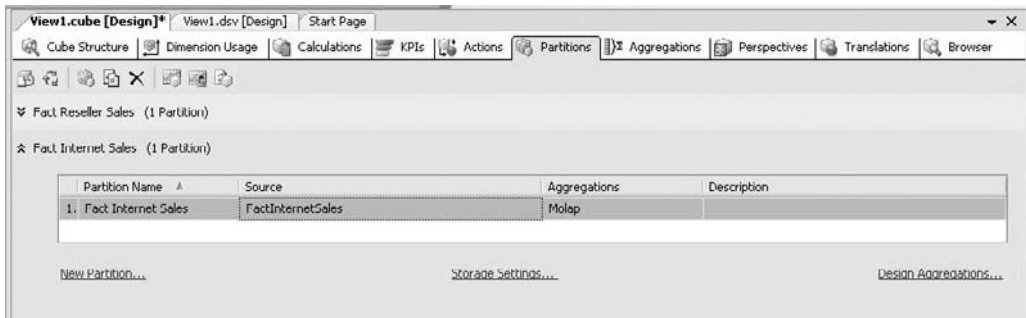 View1.cube [Design]* View1.dsv [Design] Start Page
Cube Structure Dimension Usage Calculations KPIs Actions Partitions Aggregations Perspectives Translations Browser
Fact Reseller Sales (1 Partition)
Fact Internet Sales (1 Partition)
Partition Name Source Aggregations Description
1. Fact Internet Sales FactInternetSales Molap
New Partition... Storage Settings... Design Aggregations...